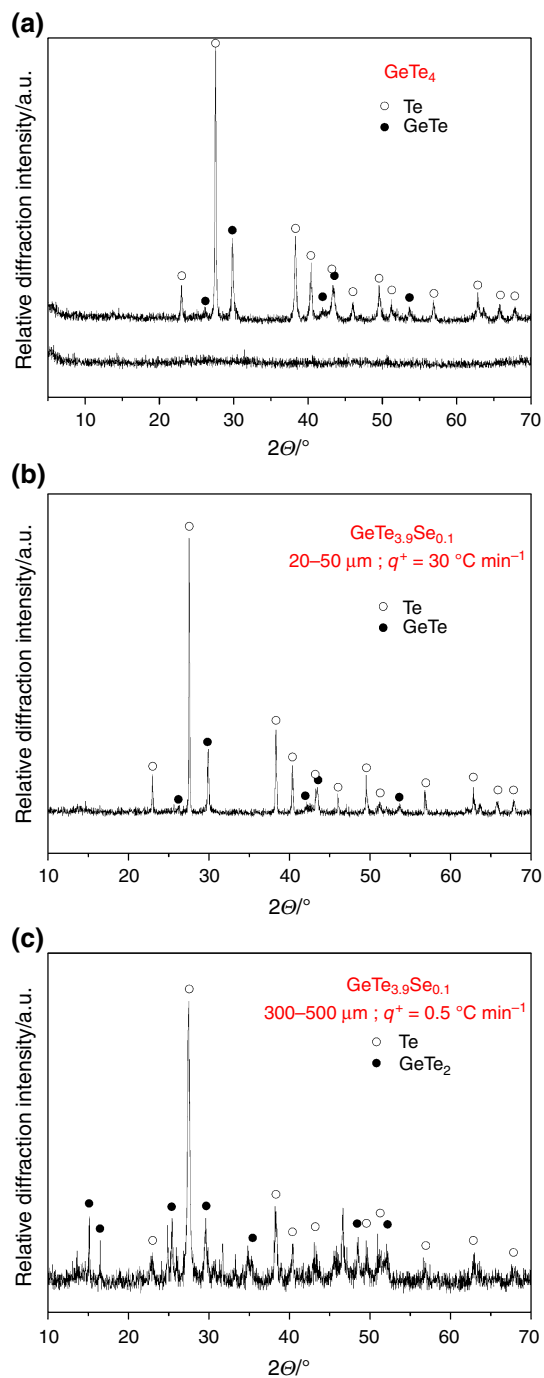 (a)
Relative diffraction intensity/a.u.
GeTe₄
Te
GeTe
10 20 30 40 50 60 70
2Θ/°
(b)
Relative diffraction intensity/a.u.
GeTe₃.₉Se₀.₁
20–50 μm ; q⁺ = 30 °C min⁻¹
Te
GeTe
10 20 30 40 50 60 70
2Θ/°
(c)
Relative diffraction intensity/a.u.
GeTe₃.₉Se₀.₁
300–500 μm ; q⁺ = 0.5 °C min⁻¹
Te
GeTe₂
10 20 30 40 50 60 70
2Θ/°